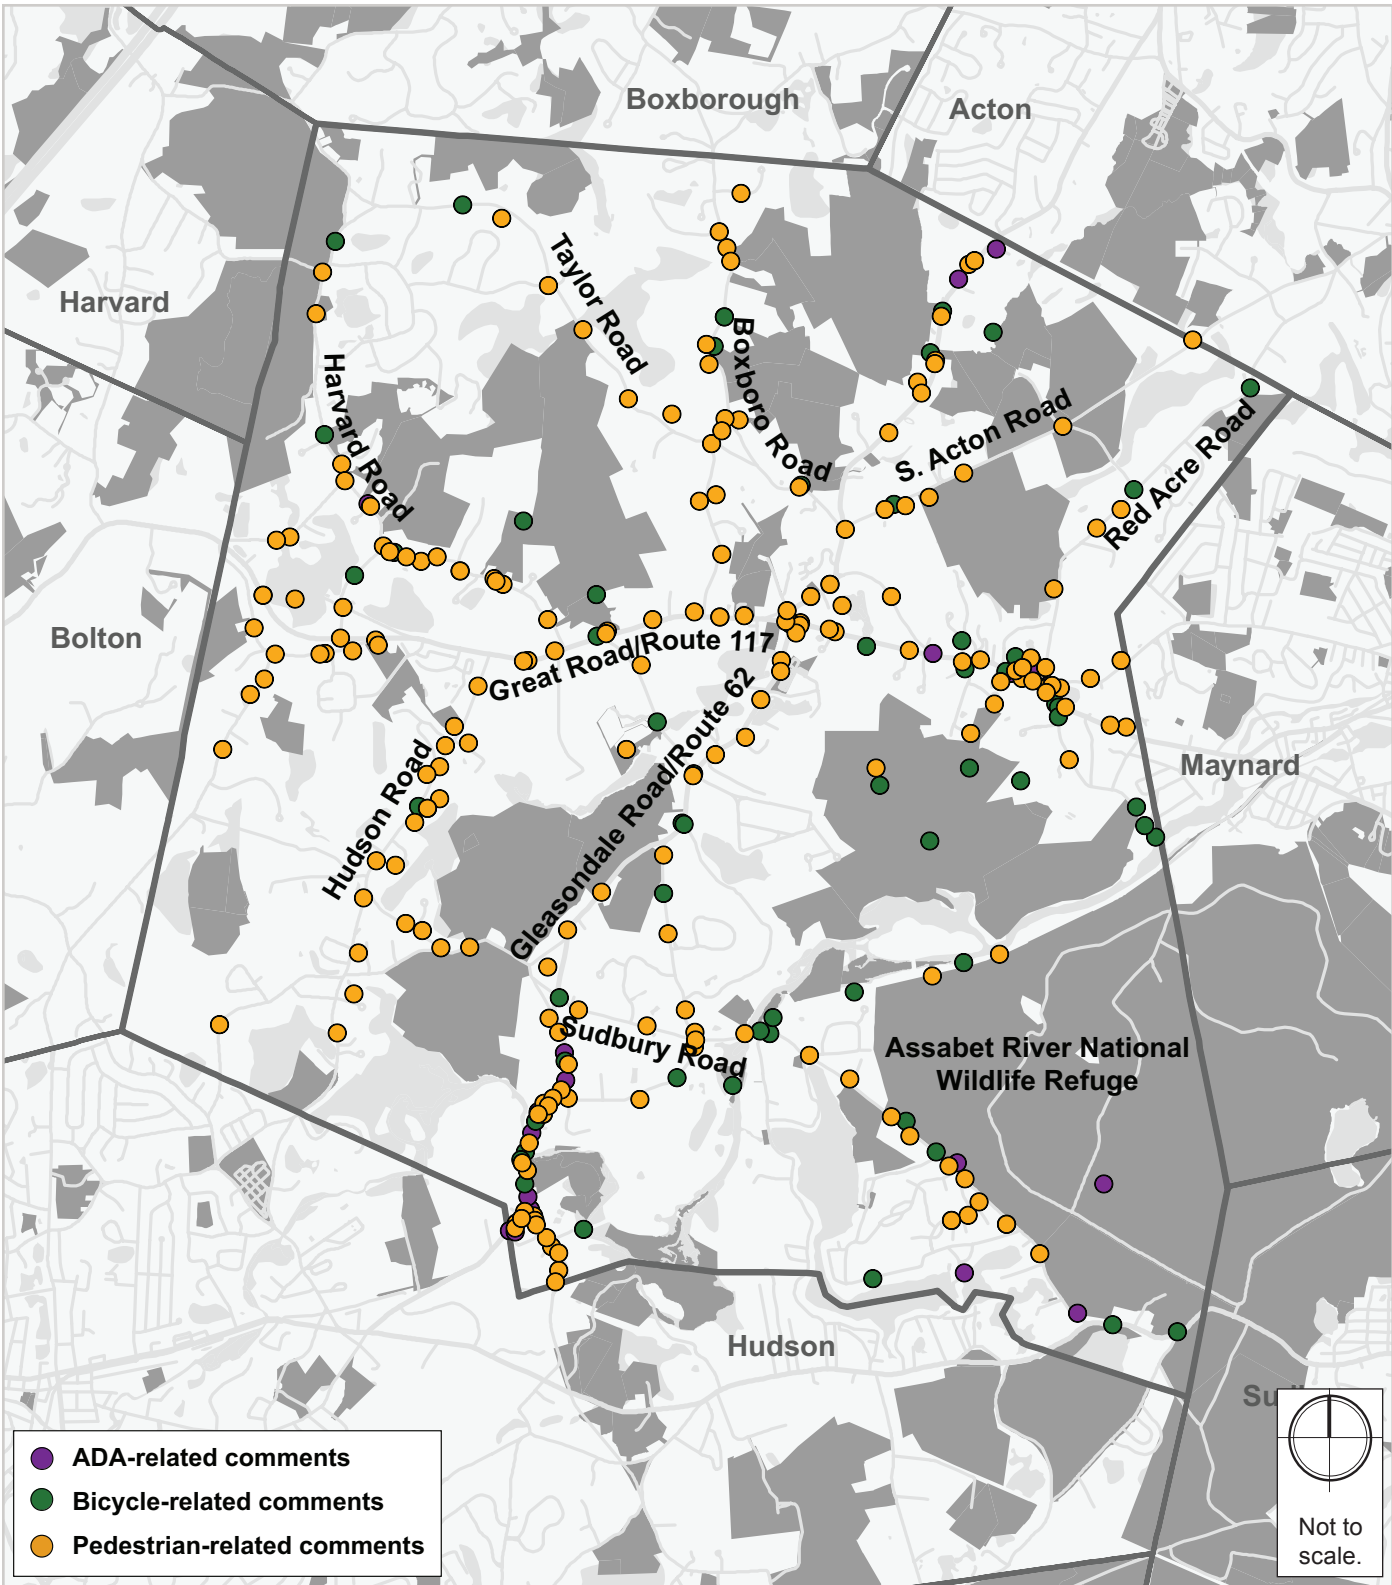 Boxborough
Acton
Harvard
Taylor Road
Boxboro Road
Harvard Road
S. Acton Road
Red Acre Road
Bolton
Great Road/Route 117
Gleasondale Road/Route 62
Hudson Road
Maynard
Sudbury Road
Assabet River National
Wildlife Refuge
Hudson
ADA-related comments
Bicycle-related comments
Pedestrian-related comments
Not to
scale.